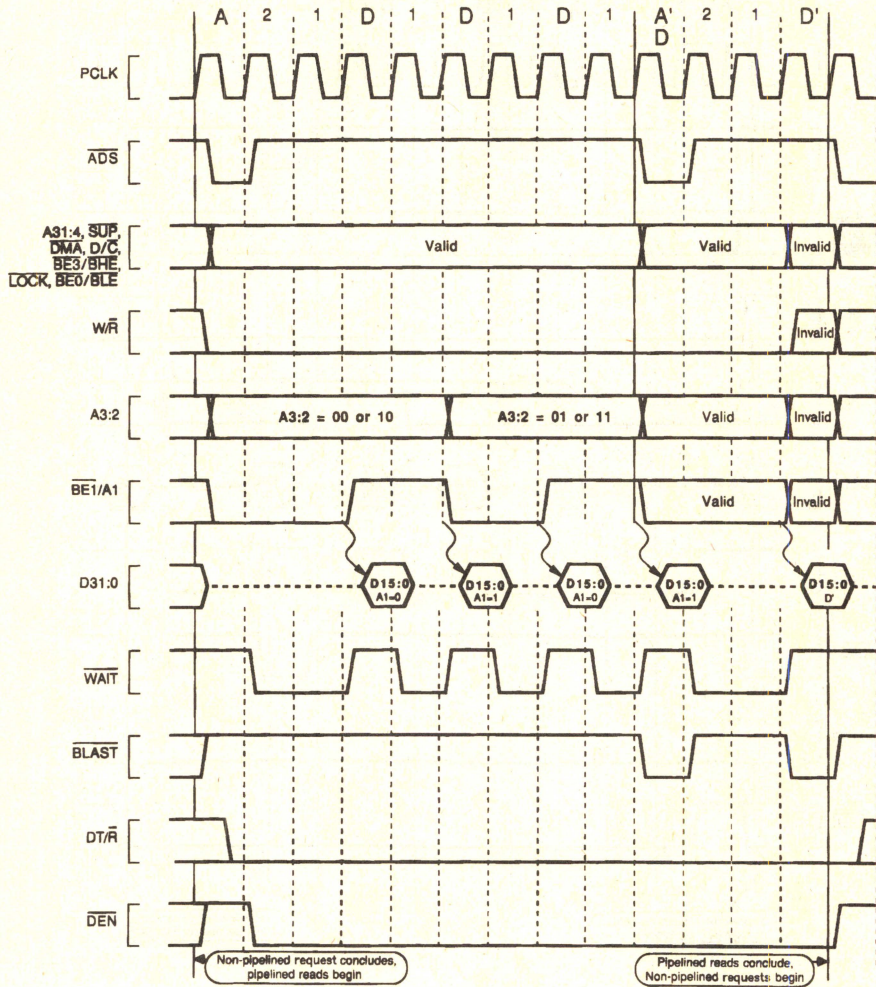 A 2 1 D 1 D 1 D 1 A' 2 1 D'
D
PCLK
ADS
A31:4, SUP,
DMA, D/C,
BE3/BHE,
LOCK, BE0/BLE
Valid Valid Invalid
W/R
Invalid
A3:2
A3:2 = 00 or 10 A3:2 = 01 or 11 Valid Invalid
BE1/A1
Valid Invalid
D31:0
D15:0 D15:0 D15:0 D15:0 D15:0
A1=0 A1=1 A1=0 A1=1 D'
WAIT
BLAST
DT/R
DEN
Non-pipelined request concludes,
pipelined reads begin
Pipelined reads conclude,
Non-pipelined requests begin